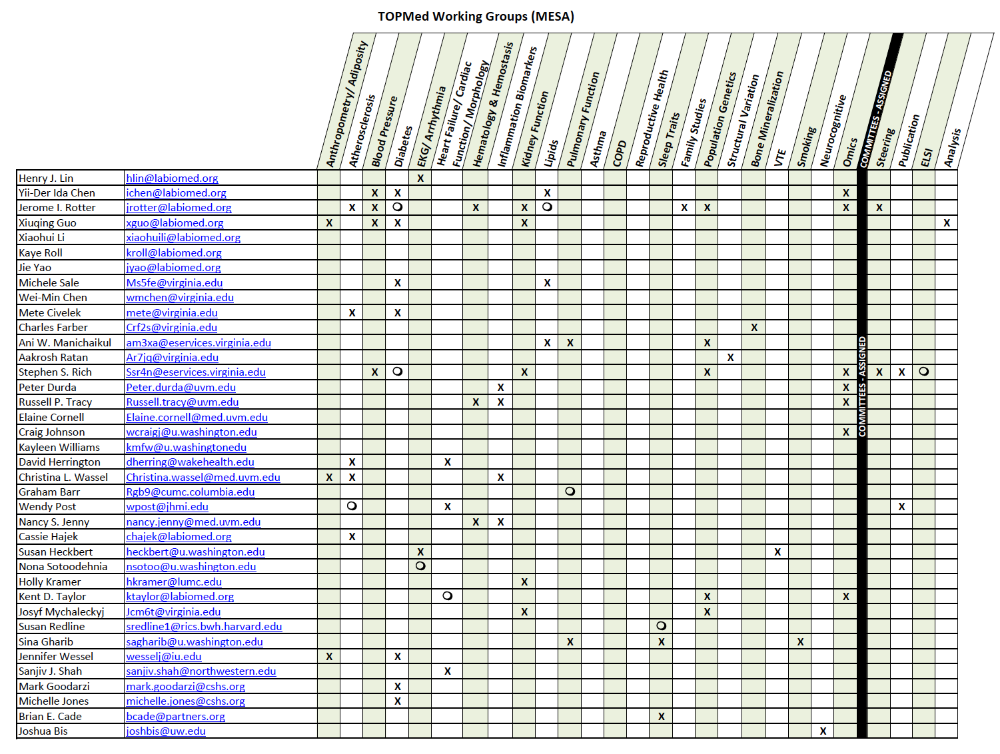 TOPMed Working Groups (MESA)
Anthropometry/ Adiposity
Atherosclerosis
Blood Pressure
Diabetes
EKG/ Arrhythmia
Heart Failure/ Cardiac
Function/ Morphology
Hematology & Hemostasis
Inflammation Biomarkers
Kidney Function
Lipids
Pulmonary Function
Asthma
COPD
Reproductive Health
Sleep Traits
Family Studies
Population Genetics
Structural Variation
Bone Mineralization
VTE
Smoking
Neurocognitive
Omics
COMMITTEES - ASSIGNED
Steering
Publication
ELSI
Analysis
Henry J. Lin hlin@labiomed.org X
Yii-Der Ida Chen ichen@labiomed.org X X X X
Jerome I. Rotter jrotter@labiomed.org X X X X X X X X
Xiuqing Guo xguo@labiomed.org X X X X X
Xiaohui Li xiaohuili@labiomed.org
Kaye Roll kroll@labiomed.org
Jie Yao jyao@labiomed.org
Michele Sale Ms5fe@virginia.edu X X
Wei-Min Chen wmchen@virginia.edu
Mete Civelek mete@virginia.edu X X
Charles Farber Crf2s@virginia.edu X
Ani W. Manichaikul am3xa@eservices.virginia.edu X X X
Aakrosh Ratan Ar7jq@virginia.edu X
Stephen S. Rich Ssr4n@eservices.virginia.edu X X X X X X
Peter Durda Peter.durda@uvm.edu X X
Russell P. Tracy Russell.tracy@uvm.edu X X X
Elaine Cornell Elaine.cornell@med.uvm.edu
Craig Johnson wcraigj@u.washington.edu X
COMMITTEES - ASSIGNED
Kayleen Williams kmfw@u.washingtonedu
David Herrington dherring@wakehealth.edu X X
Christina L. Wassel Christina.wassel@med.uvm.edu X X X
Graham Barr Rgb9@cumc.columbia.edu
Wendy Post wpost@jhmi.edu X X
Nancy S. Jenny nancy.jenny@med.uvm.edu X X
Cassie Hajek chajek@labiomed.org X
Susan Heckbert heckbert@u.washington.edu X X
Nona Sotoodehnia nsotoo@u.washington.edu
Holly Kramer hkramer@lumc.edu X
Kent D. Taylor ktaylor@labiomed.org X X
Josyf Mychaleckyj Jcm6t@virginia.edu X X
Susan Redline sredline1@rics.bwh.harvard.edu
Sina Gharib sagharib@u.washington.edu X X X
Jennifer Wessel wesselj@iu.edu X X
Sanjiv J. Shah sanjiv.shah@northwestern.edu X
Mark Goodarzi mark.goodarzi@cshs.org X
Michelle Jones michelle.jones@cshs.org X
Brian E. Cade bcade@partners.org X
Joshua Bis joshbis@uw.edu X